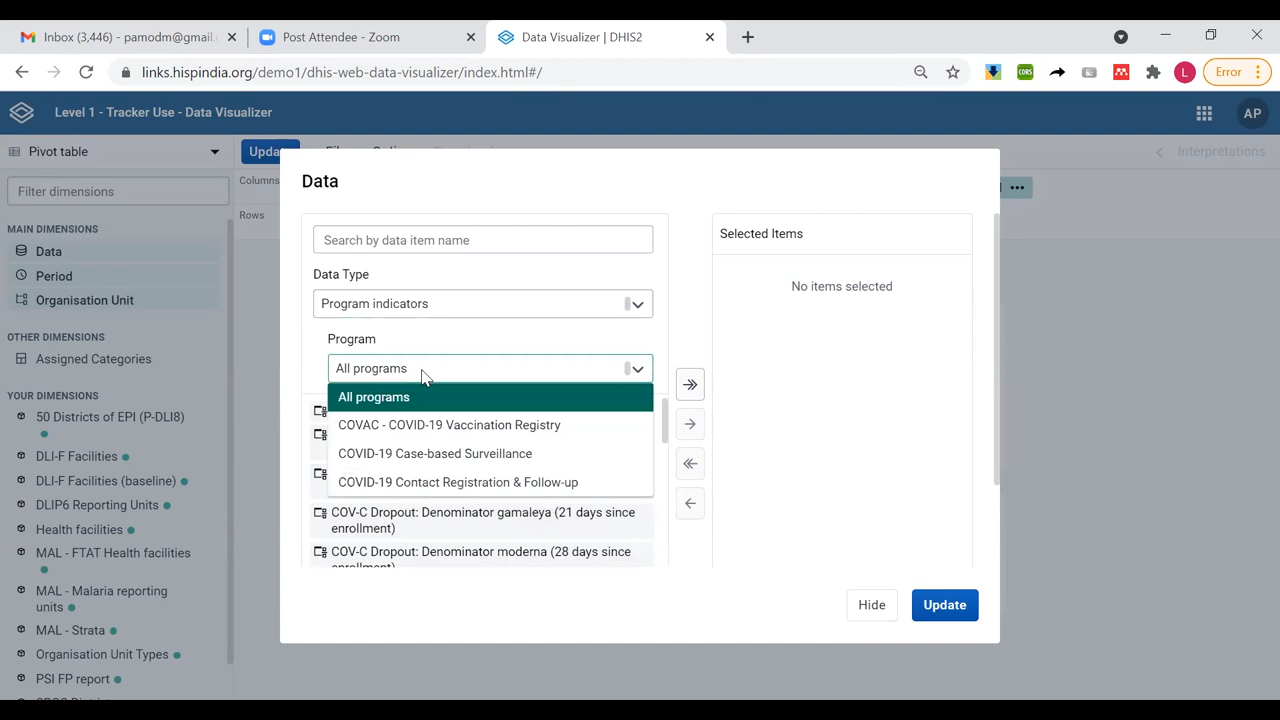 Inbox (3,446) - pamodm@gmail.
Post Attendee - Zoom
Data Visualizer | DHIS2
links.hispindia.org/demo1/dhis-web-data-visualizer/index.html#/
CORS
L
Error
Level 1 - Tracker Use - Data Visualizer
AP
Pivot table
Filter dimensions
MAIN DIMENSIONS
Data
Period
Organisation Unit
OTHER DIMENSIONS
Assigned Categories
YOUR DIMENSIONS
50 Districts of EPI (P-DLI8)
DLI-F Facilities
DLI-F Facilities (baseline)
DLIP6 Reporting Units
Health facilities
MAL - FTAT Health facilities
MAL - Malaria reporting
units
MAL - Strata
Organisation Unit Types
PSI FP report
Columns
Rows
Interpretations
Data
Search by data item name
Data Type
Program indicators
Program
All programs
All programs
COVAC - COVID-19 Vaccination Registry
COVID-19 Case-based Surveillance
COVID-19 Contact Registration & Follow-up
COV-C Dropout: Denominator gamaleya (21 days since
enrollment)
COV-C Dropout: Denominator moderna (28 days since
enrollment)
Selected Items
No items selected
Hide
Update